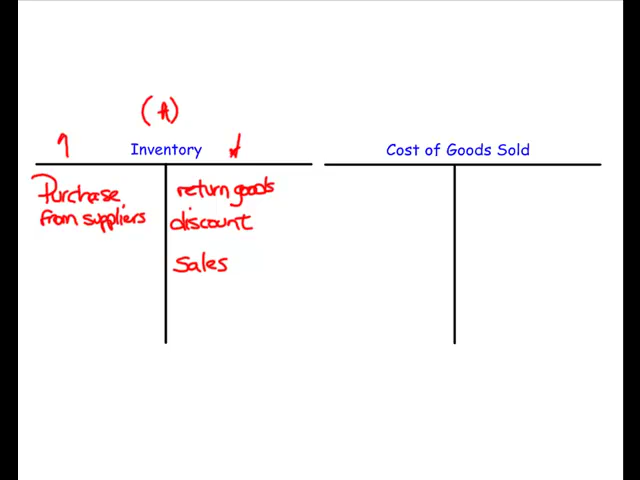 (A)
Inventory
Cost of Goods Sold
Purchase
from suppliers
return goods
discount
sales